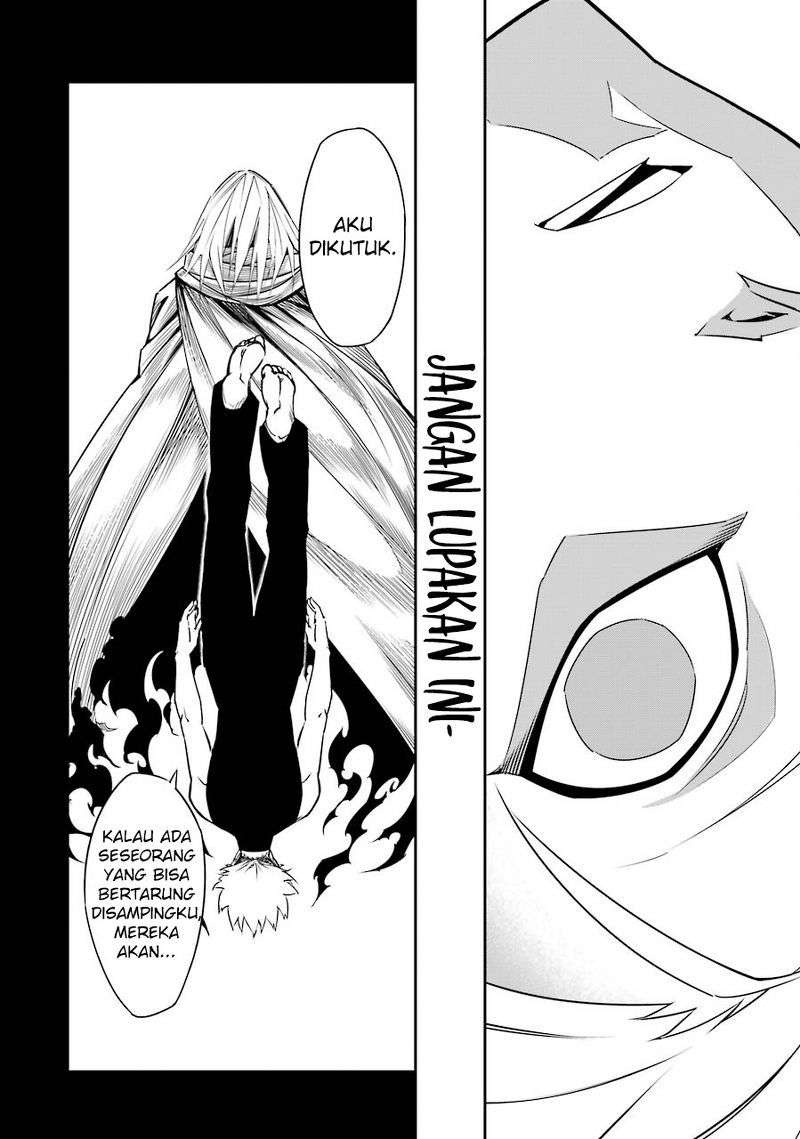 JANGAN LUPAKAN INI-
AKU
DIKUTUK.
KALAU ADA
SESEORANG
YANG BISA
BERTARUNG
DISAMPINGKU,
MEREKA
AKAN...